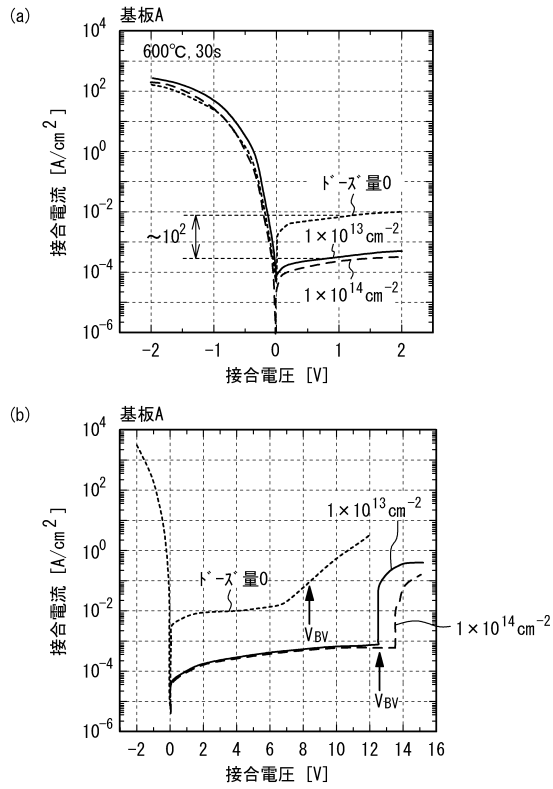 (a)
基板A
600℃, 30s
10^4
10^2
10^0
10^-2
10^-4
10^-6
接合電流 [A/cm^2]
～10^2
ﾄﾞｰｽﾞ量0
1×10^13cm^-2
1×10^14cm^-2
-2 -1 0 1 2
接合電圧 [V]
(b)
基板A
10^4
10^2
10^0
10^-2
10^-4
10^-6
接合電流 [A/cm^2]
1×10^13cm^-2
ﾄﾞｰｽﾞ量0
VBV
1×10^14cm^-2
VBV
-2 0 2 4 6 8 10 12 14 16
接合電圧 [V]